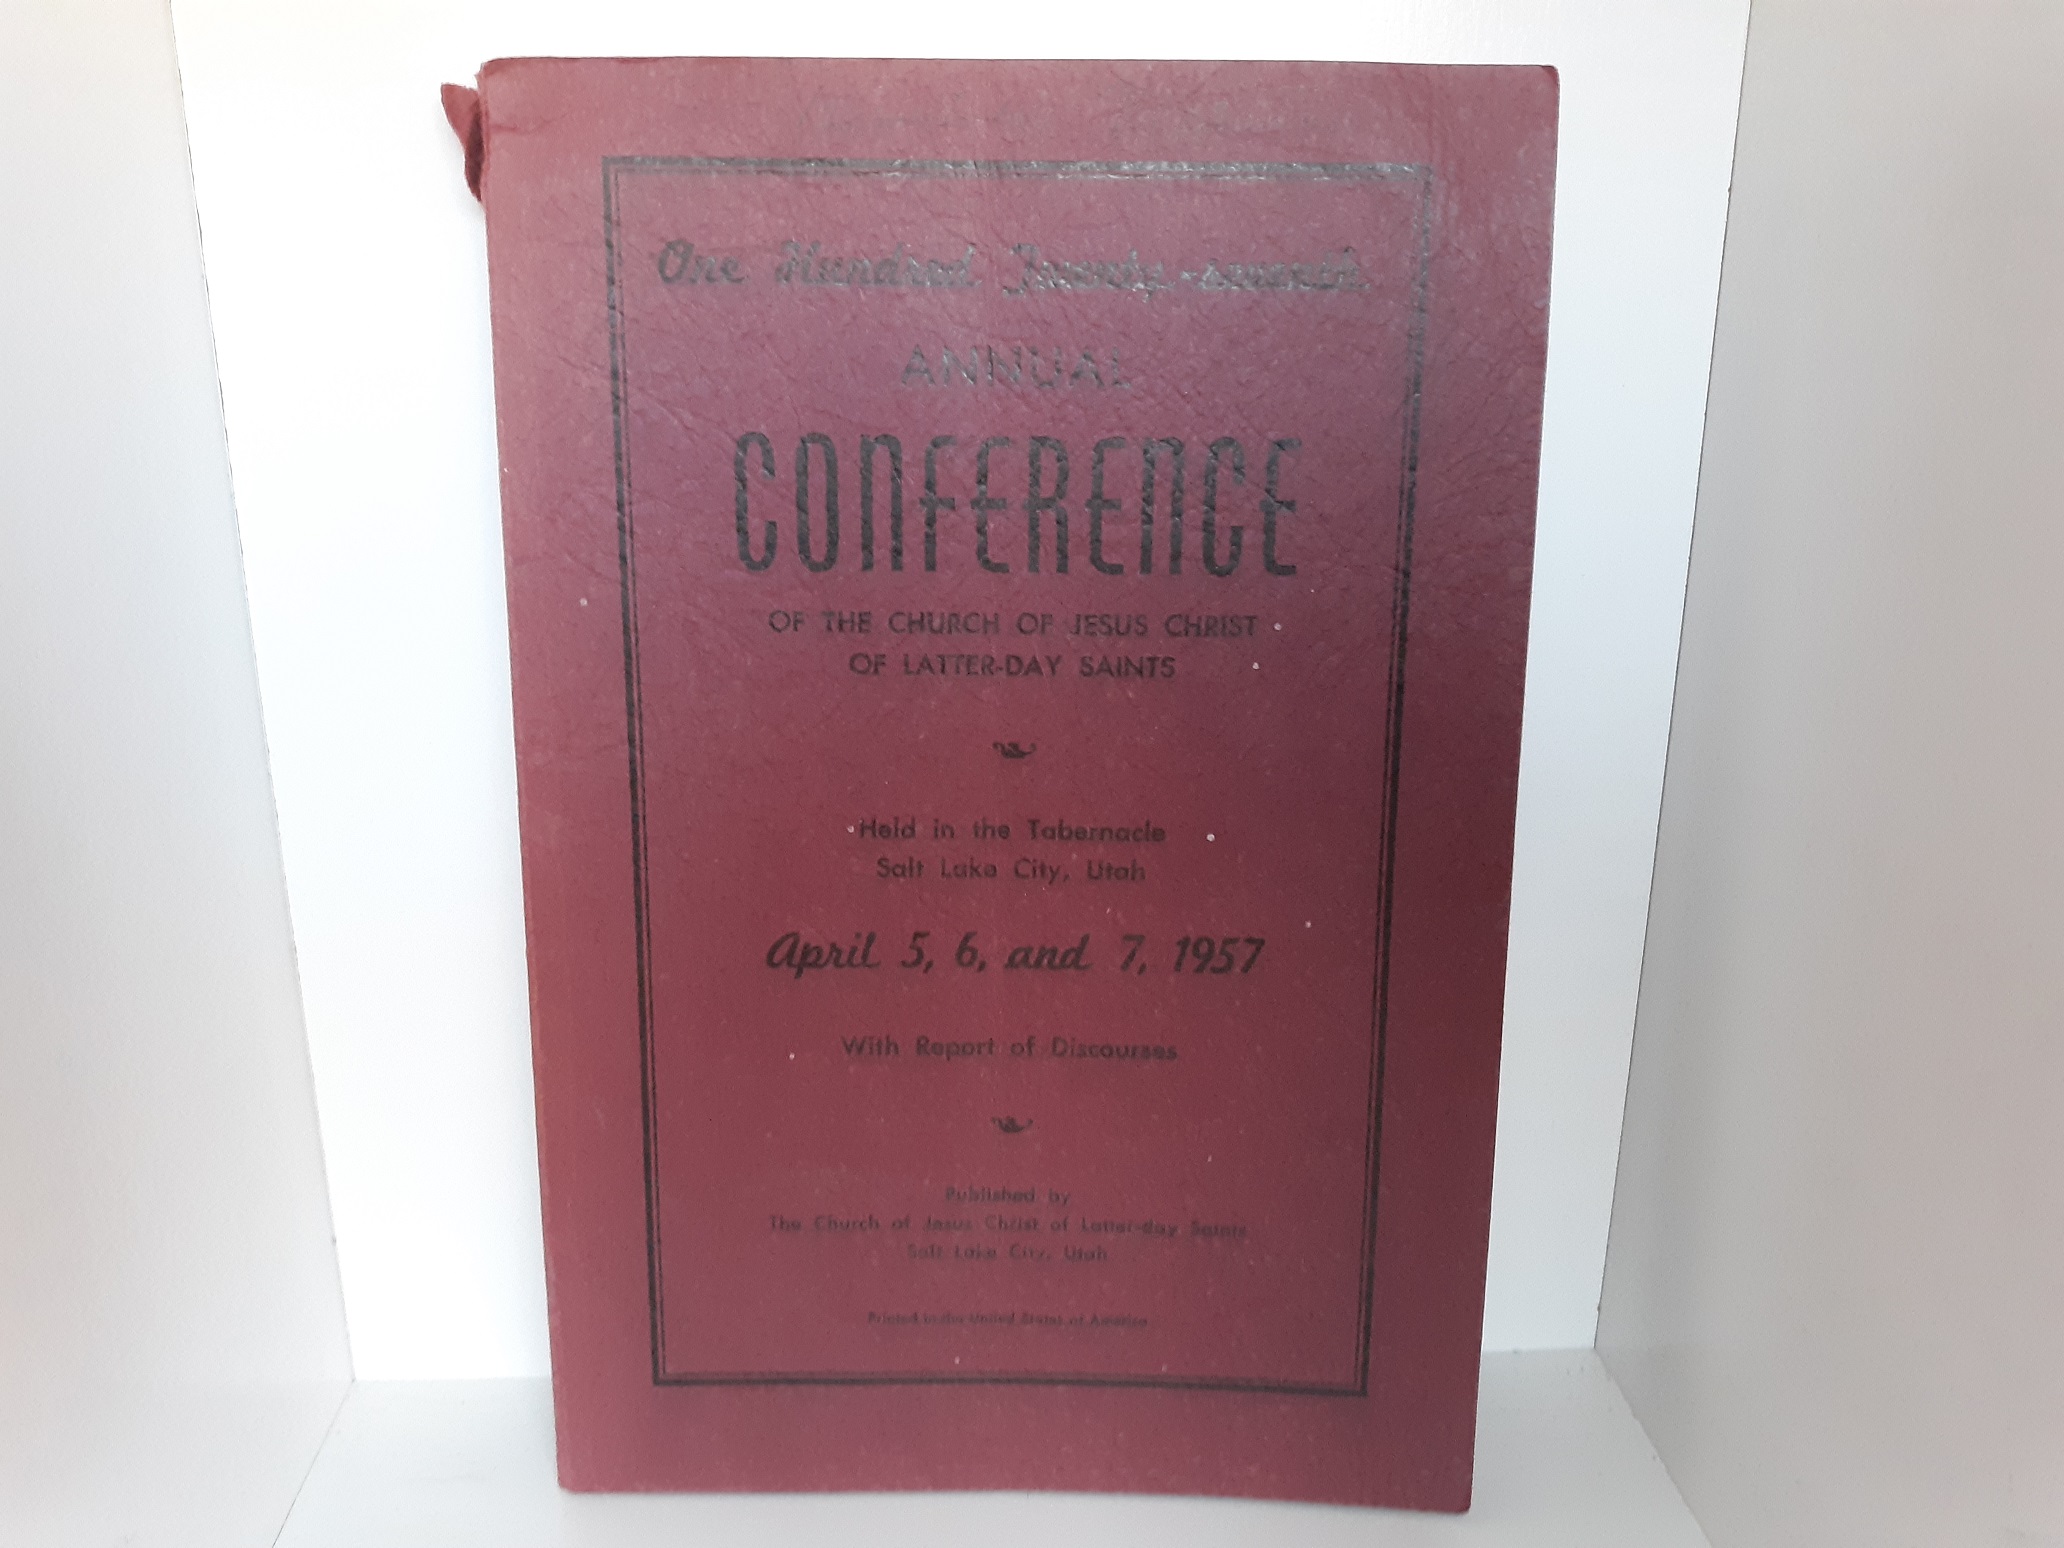 One Hundred Twenty-seventh
ANNUAL
CONFERENCE
OF THE CHURCH OF JESUS CHRIST
OF LATTER-DAY SAINTS
Held in the Tabernacle
Salt Lake City, Utah
April 5, 6, and 7, 1957
With Report of Discourses
Published by
The Church of Jesus Christ of Latter-day Saints
Salt Lake City, Utah
Printed in the United States of America